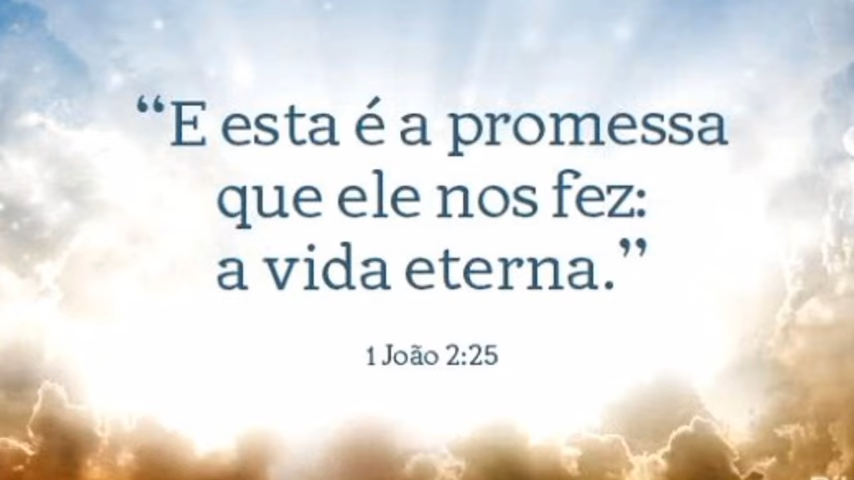 “E esta é a promessa
que ele nos fez:
a vida eterna.”
1 João 2:25